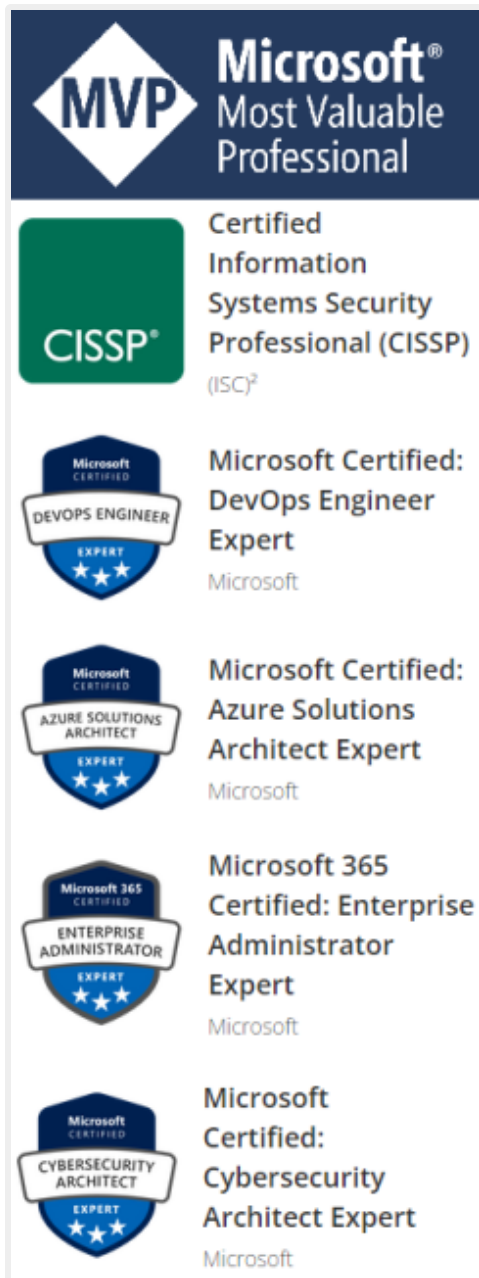 MVP
Microsoft®
Most Valuable
Professional
CISSP®
Certified
Information
Systems Security
Professional (CISSP)
(ISC)²
Microsoft
CERTIFIED
DEVOPS ENGINEER
EXPERT
Microsoft Certified:
DevOps Engineer
Expert
Microsoft
Microsoft
CERTIFIED
AZURE SOLUTIONS
ARCHITECT
EXPERT
Microsoft Certified:
Azure Solutions
Architect Expert
Microsoft
Microsoft 365
CERTIFIED
ENTERPRISE
ADMINISTRATOR
EXPERT
Microsoft 365
Certified: Enterprise
Administrator
Expert
Microsoft
Microsoft
CERTIFIED
CYBERSECURITY
ARCHITECT
EXPERT
Microsoft
Certified:
Cybersecurity
Architect Expert
Microsoft